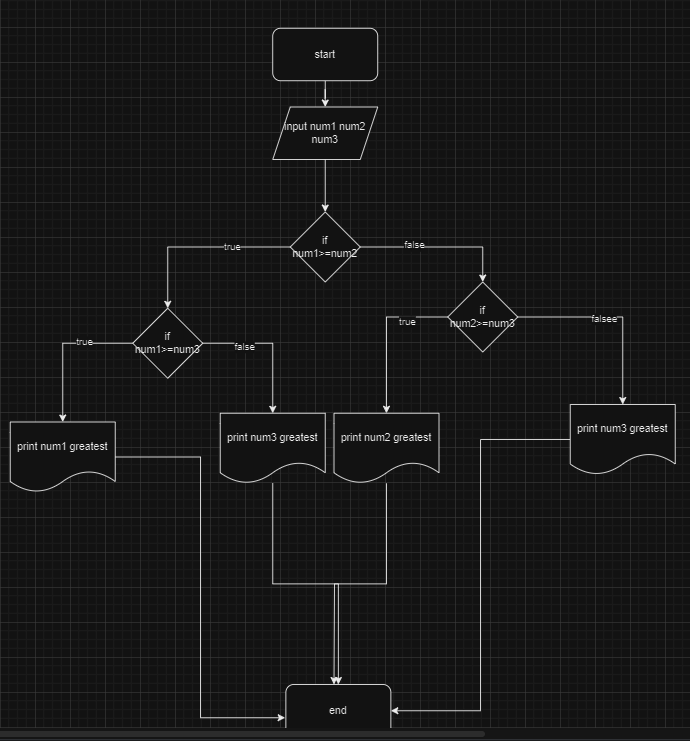 start
input num1 num2
num3
if
num1>=num2
true
false
if
num2>=num3
if
num1>=num3
true
false
true
falsee
print num1 greatest
print num3 greatest
print num2 greatest
print num3 greatest
end